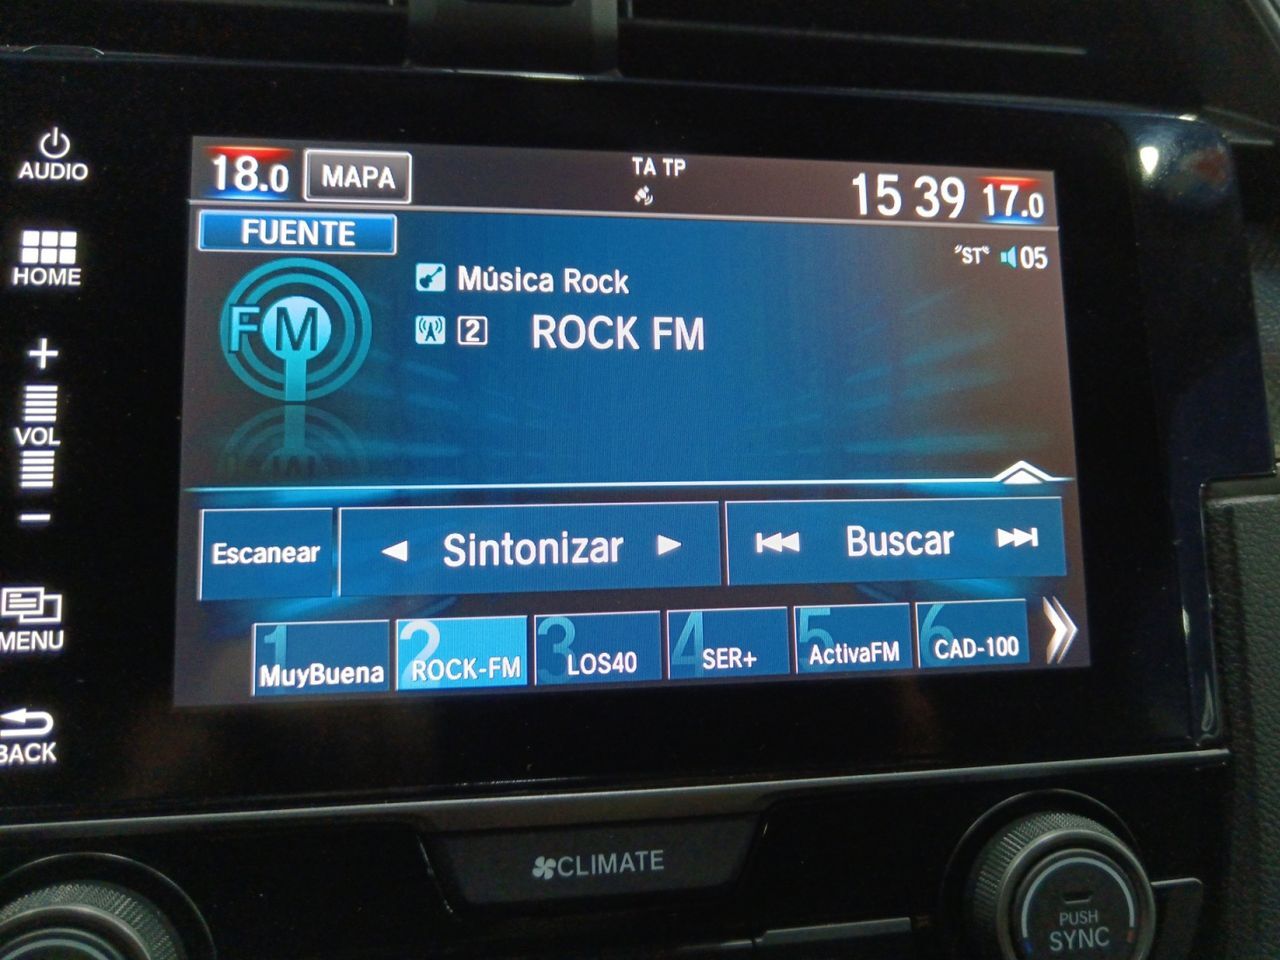 AUDIO
HOME
+
VOL
−
MENU
BACK
18.0 MAPA TA TP 15 39 17.0
FUENTE
"ST" 05
Música Rock
FM
2 ROCK FM
Escanear Sintonizar Buscar
1 MuyBuena 2 ROCK-FM 3 LOS40 4 SER+ 5 ActivaFM 6 CAD-100
CLIMATE
PUSH
SYNC